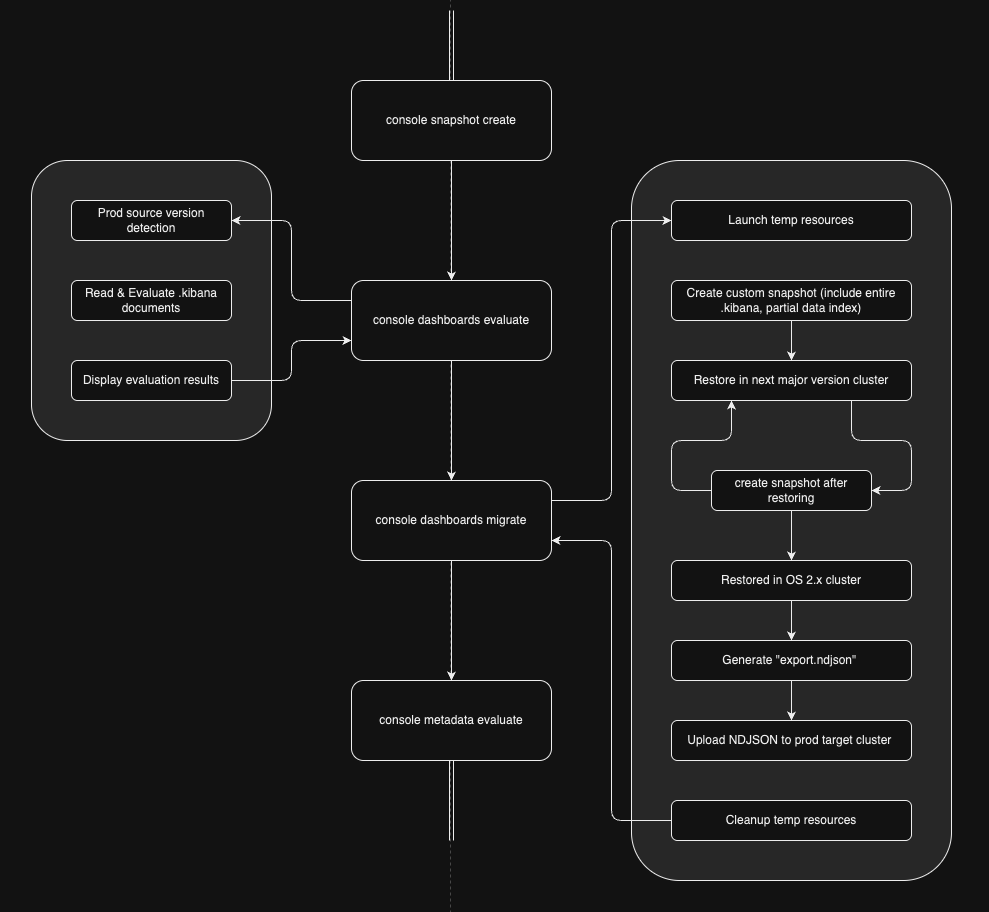 console snapshot create
Prod source version
detection
Read & Evaluate .kibana
documents
Display evaluation results
console dashboards evaluate
console dashboards migrate
console metadata evaluate
Launch temp resources
Create custom snapshot (include entire
.kibana, partial data index)
Restore in next major version cluster
create snapshot after
restoring
Restored in OS 2.x cluster
Generate "export.ndjson"
Upload NDJSON to prod target cluster
Cleanup temp resources